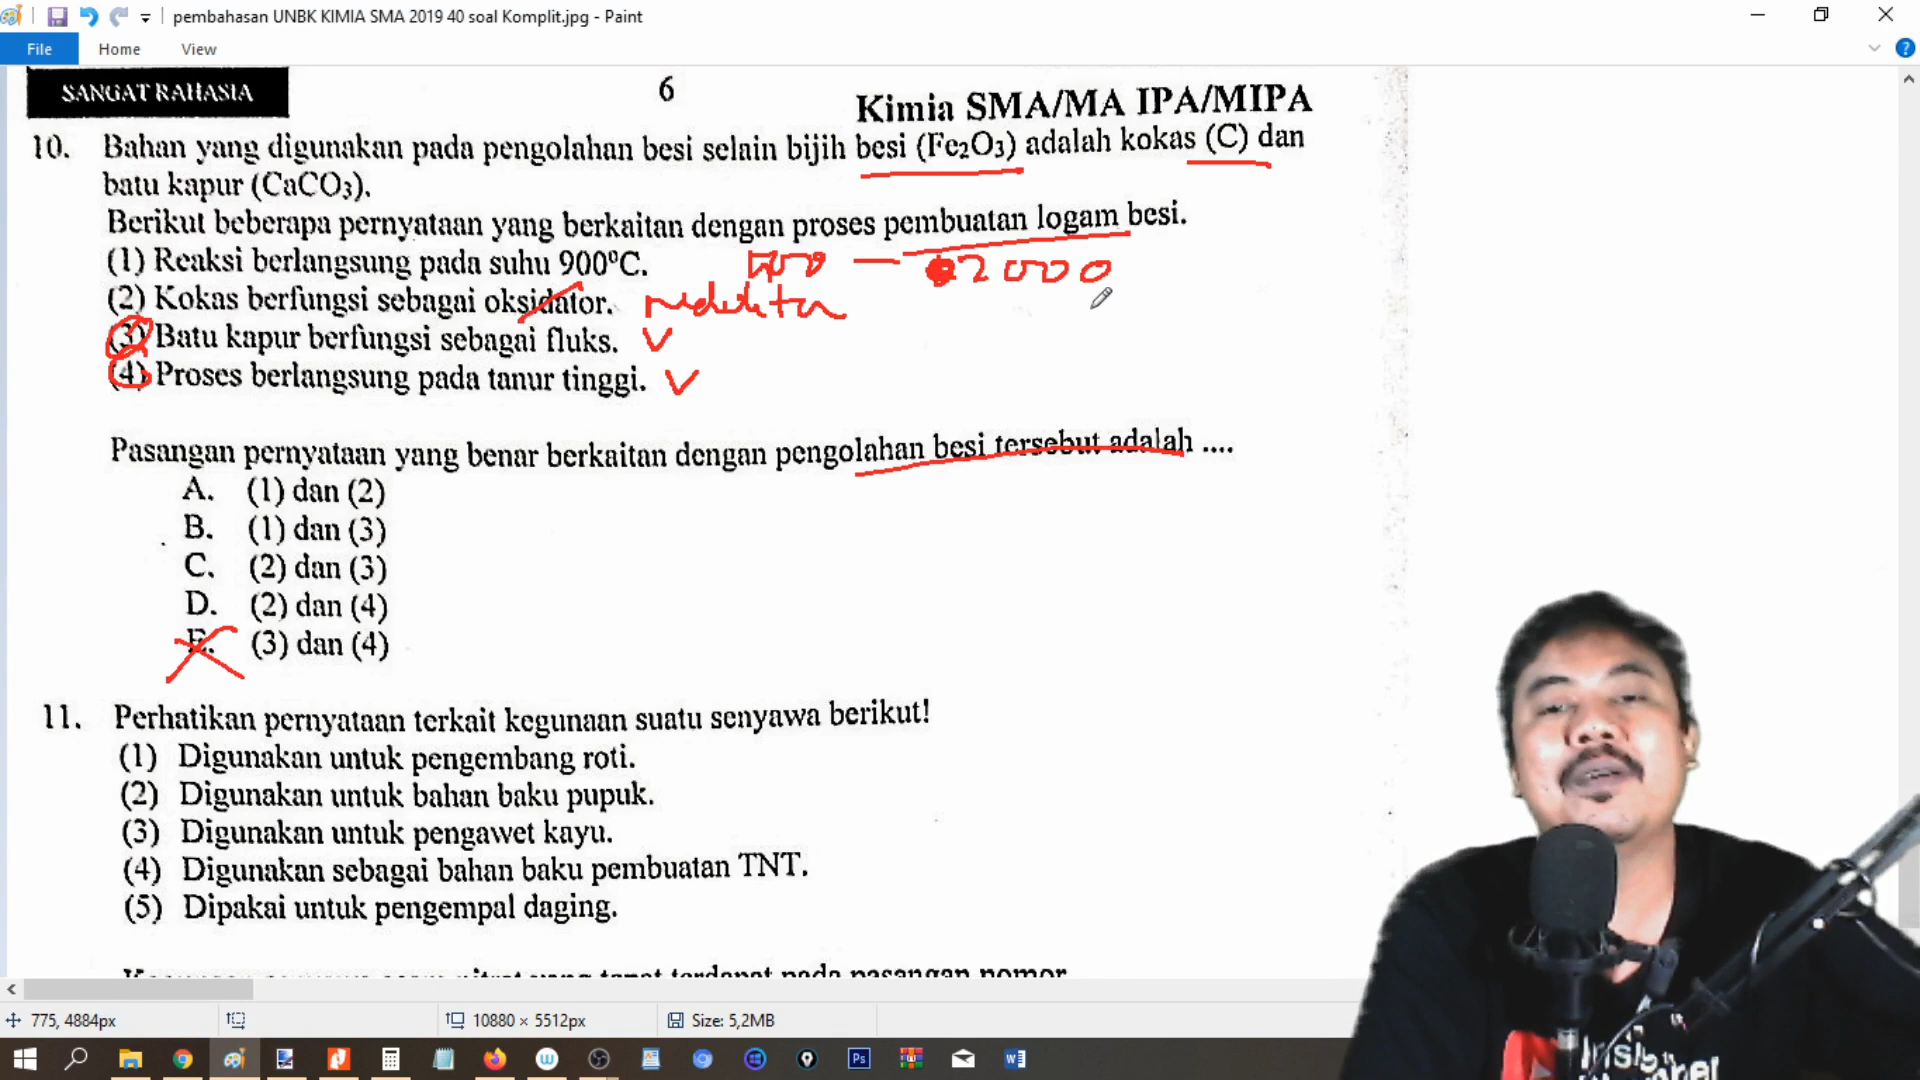 pembahasan UNBK KIMIA SMA 2019 40 soal Komplit.jpg - Paint
File Home View
SANGAT RAHASIA
6
Kimia SMA/MA IPA/MIPA
10. Bahan yang digunakan pada pengolahan besi selain bijih besi (Fe₂O₃) adalah kokas (C) dan
batu kapur (CaCO₃).
Berikut beberapa pernyataan yang berkaitan dengan proses pembuatan logam besi.
(1) Reaksi berlangsung pada suhu 900⁰C. 500 — 2000
(2) Kokas berfungsi sebagai oksidator.
(3) Batu kapur berfungsi sebagai fluks. V
(4) Proses berlangsung pada tanur tinggi. V
Pasangan pernyataan yang benar berkaitan dengan pengolahan besi tersebut adalah ....
A. (1) dan (2)
B. (1) dan (3)
C. (2) dan (3)
D. (2) dan (4)
E. (3) dan (4)
11. Perhatikan pernyataan terkait kegunaan suatu senyawa berikut!
(1) Digunakan untuk pengembang roti.
(2) Digunakan untuk bahan baku pupuk.
(3) Digunakan untuk pengawet kayu.
(4) Digunakan sebagai bahan baku pembuatan TNT.
(5) Dipakai untuk pengempal daging.
775, 4884px
10880 × 5512px
Size: 5,2MB